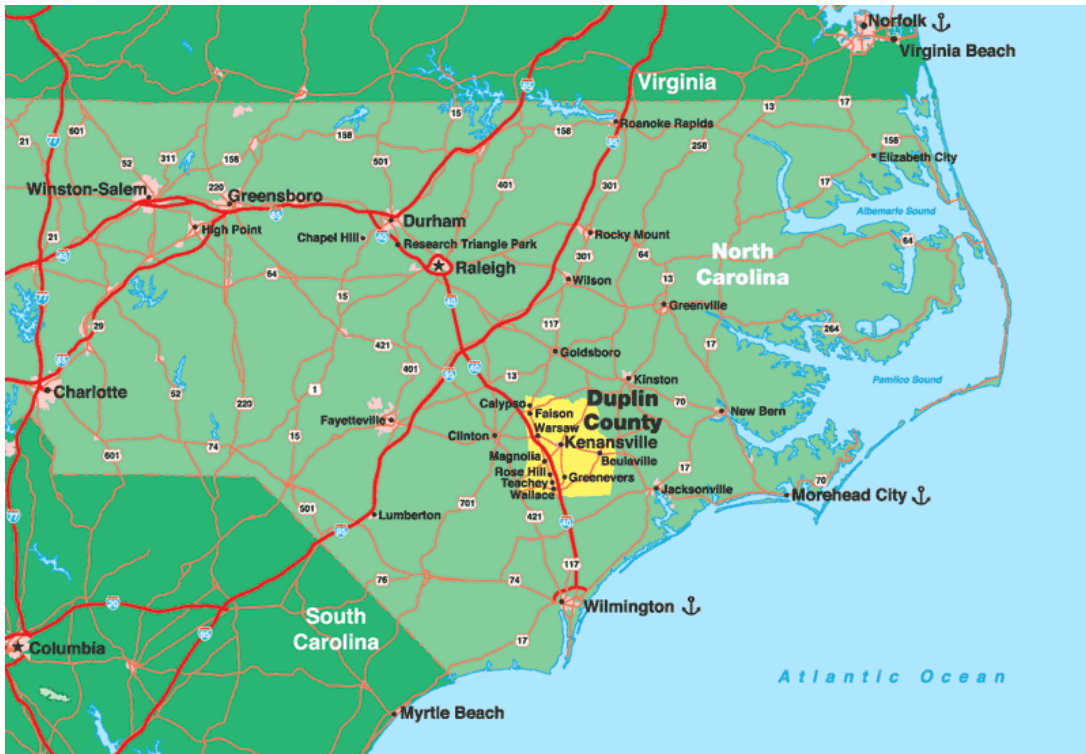 Norfolk
Virginia Beach
Virginia
85
15
13
17
21
601
77
158
Roanoke Rapids
158
52
311
158
501
95
258
158
Elizabeth City
Winston-Salem
220
Greensboro
401
301
17
85
Durham
Albemarle Sound
21
High Point
Chapel Hill
40
Research Triangle Park
301
Rocky Mount
64
40
Raleigh
64
North
Carolina
77
64
15
40
Wilson
13
Greenville
29
117
17
264
85
421
Goldsboro
401
95
40
13
Kinston
Pamlico Sound
Charlotte
52
1
Calypso
Duplin
County
70
New Bern
220
Fayetteville
Faison
Warsaw
15
Clinton
Kenansville
74
601
Magnolia
Beulaville
Rose Hill
Greenevers
17
70
Teachey
Wallace
Jacksonville
Morehead City
77
501
Lumberton
701
421
40
95
117
76
74
20
South
Carolina
Wilmington
95
Columbia
17
Atlantic Ocean
Myrtle Beach